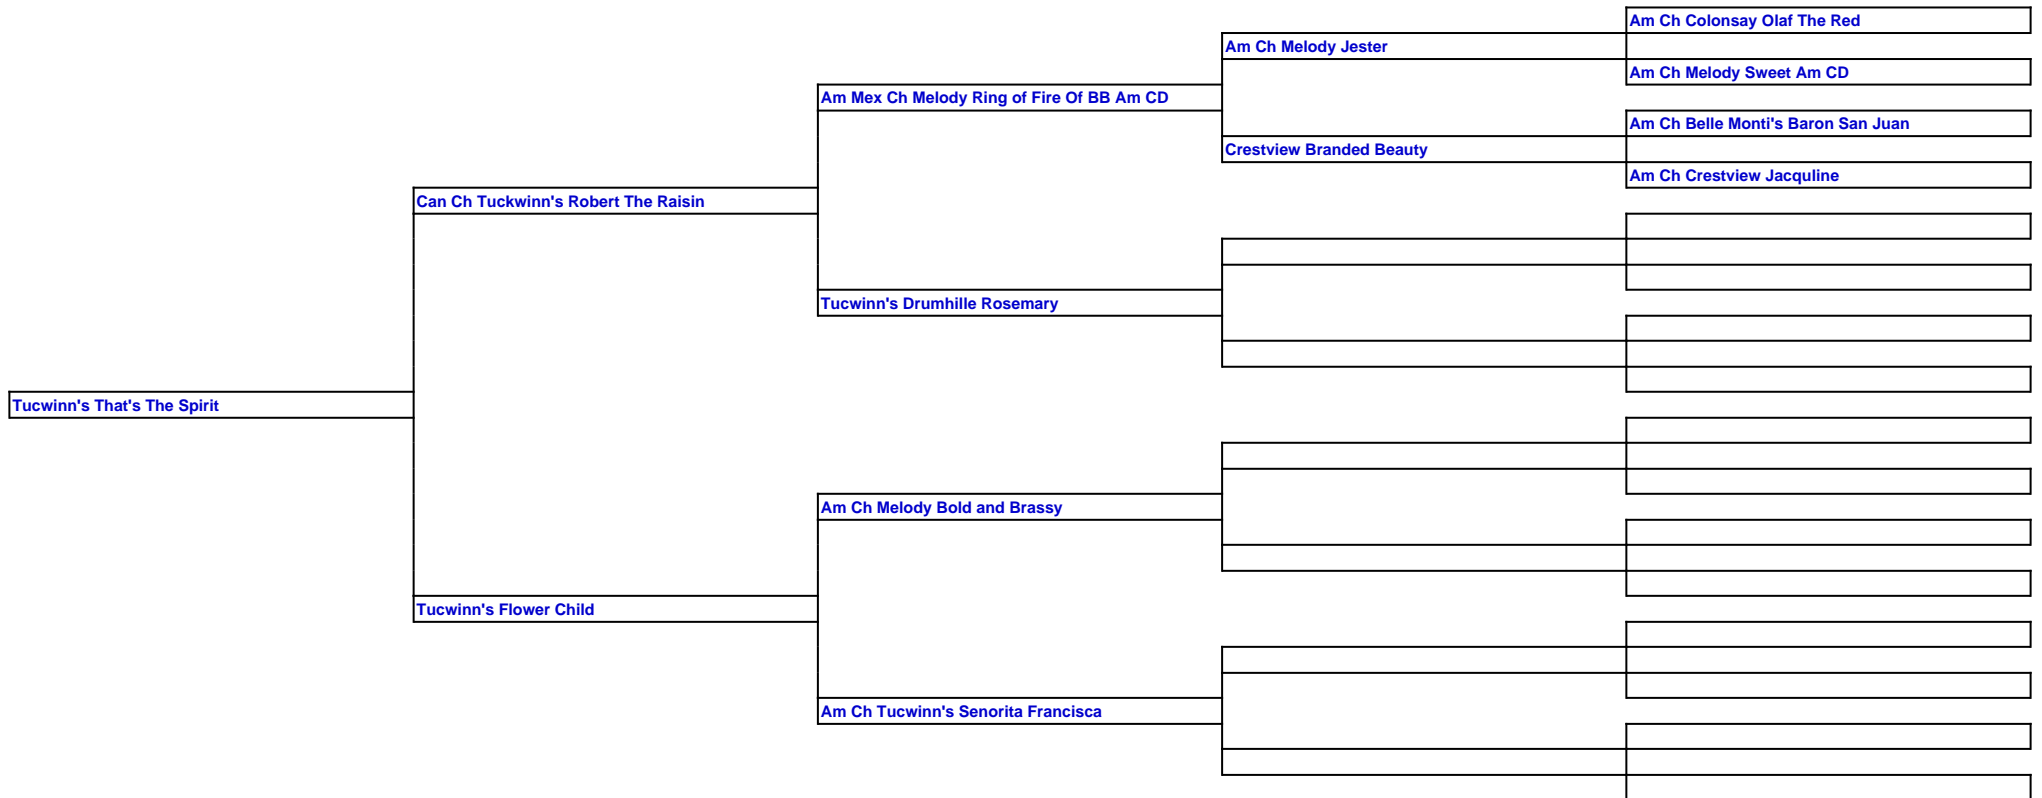 Am Ch Colonsay Olaf The Red
Am Ch Melody Jester
Am Ch Melody Sweet Am CD
Am Mex Ch Melody Ring of Fire Of BB Am CD
Am Ch Belle Monti's Baron San Juan
Crestview Branded Beauty
Am Ch Crestview Jacquline
Can Ch Tuckwinn's Robert The Raisin
Tucwinn's Drumhille Rosemary
Tucwinn's That's The Spirit
Am Ch Melody Bold and Brassy
Tucwinn's Flower Child
Am Ch Tucwinn's Senorita Francisca